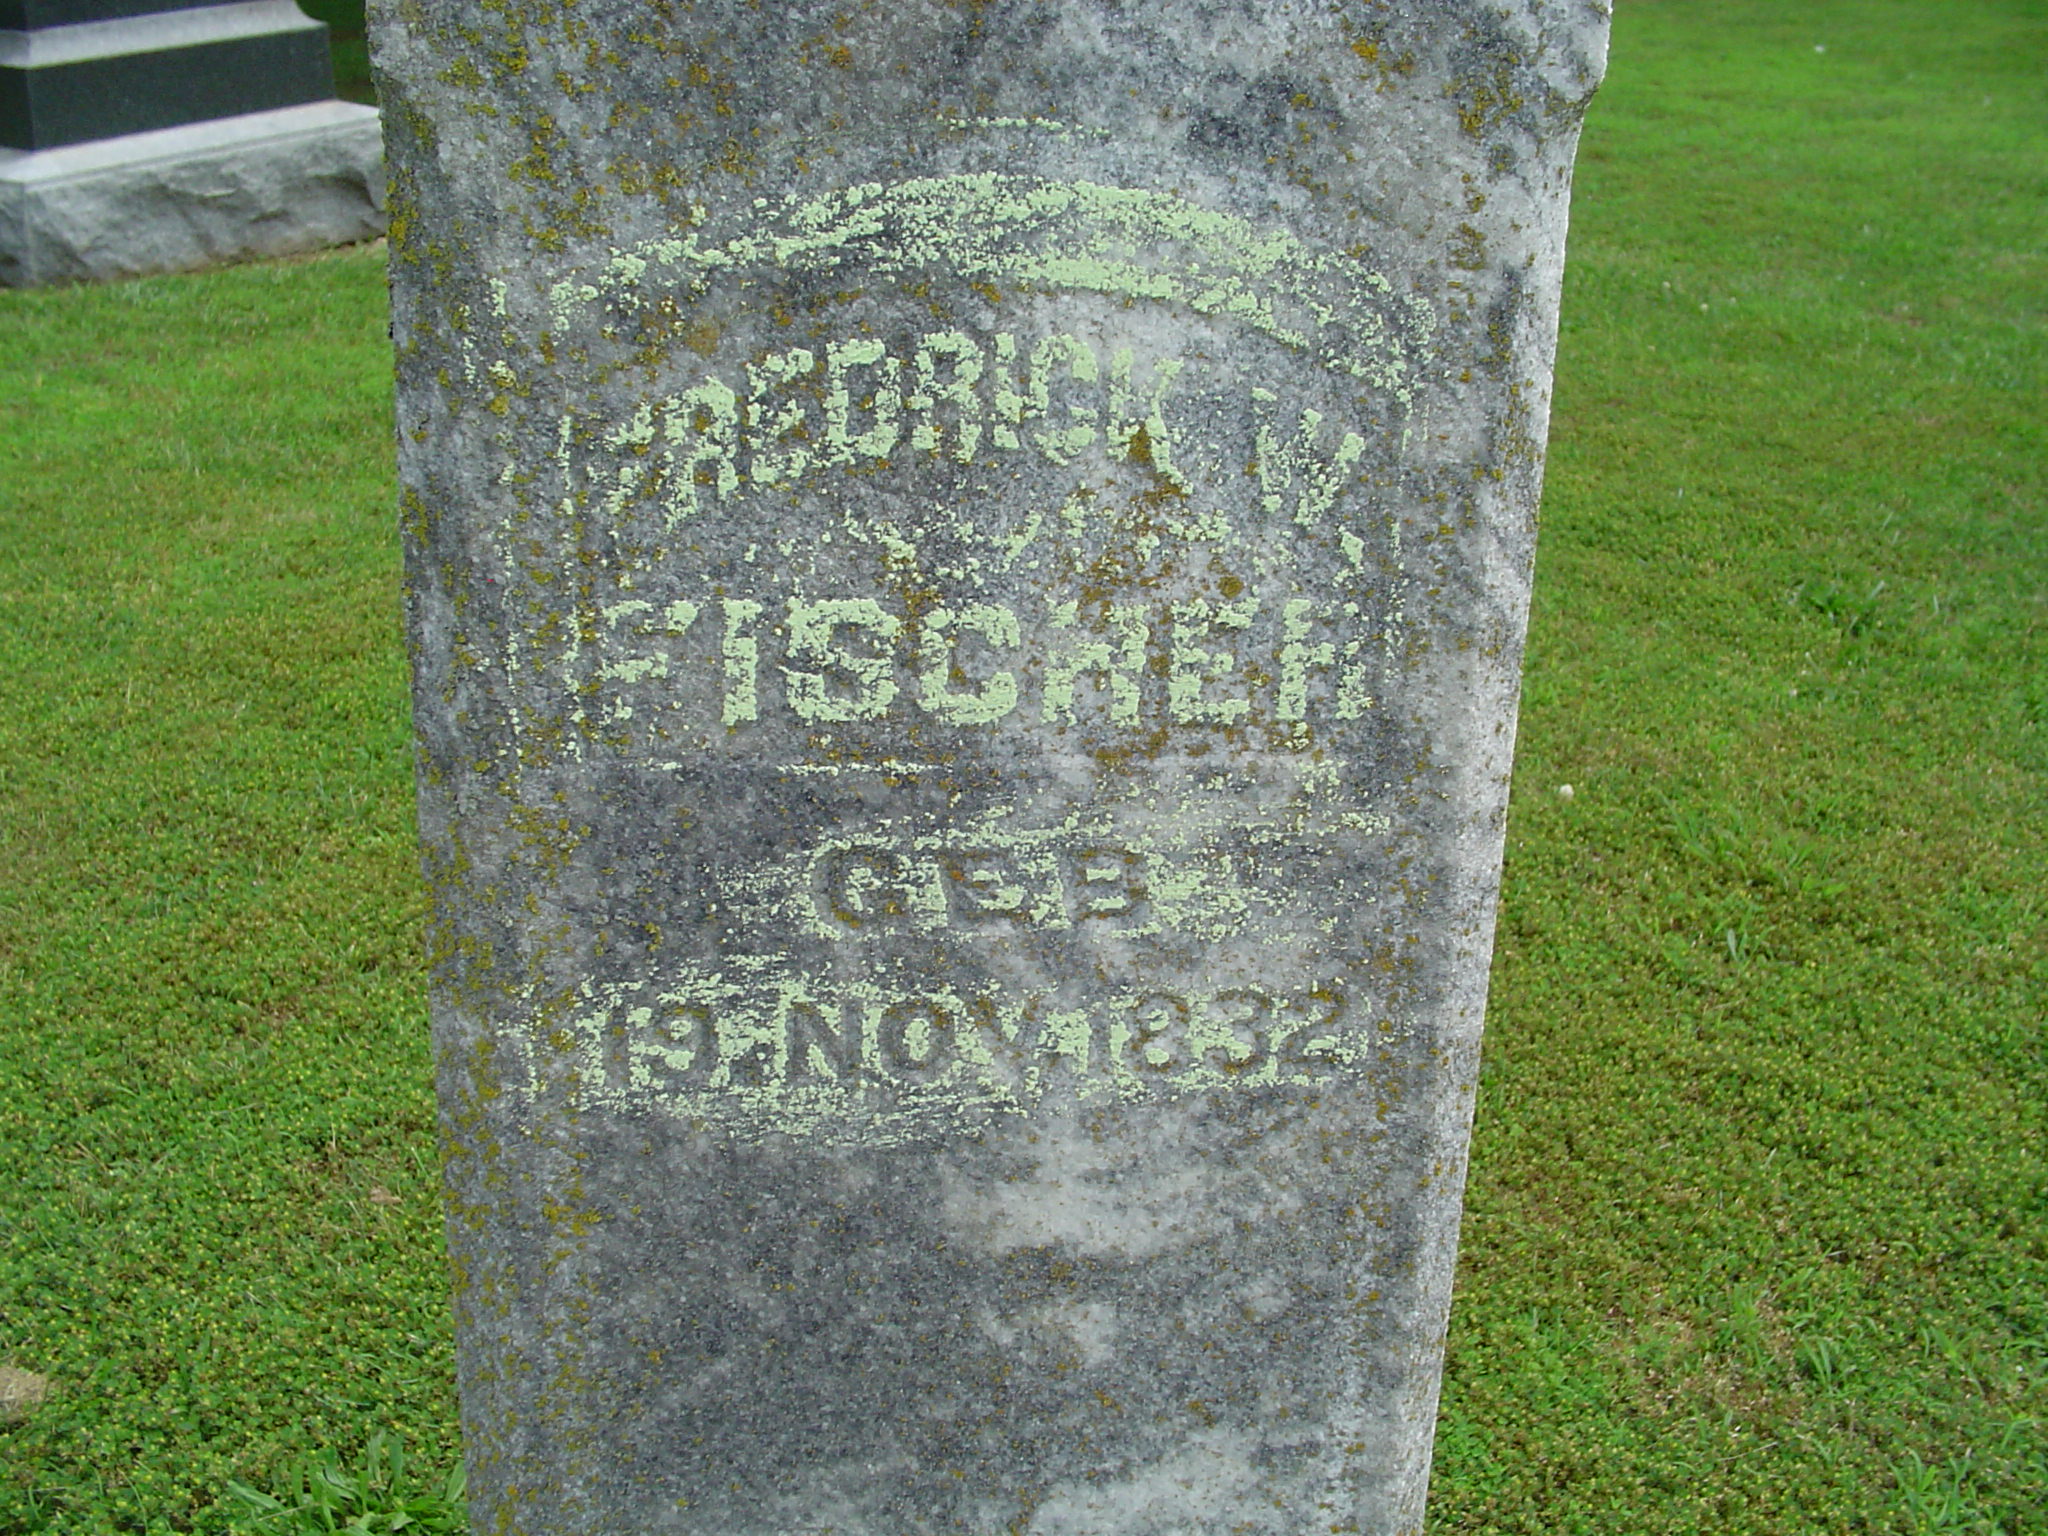 FREDRICK W
FISCHER
GEB
19 NOV 1832